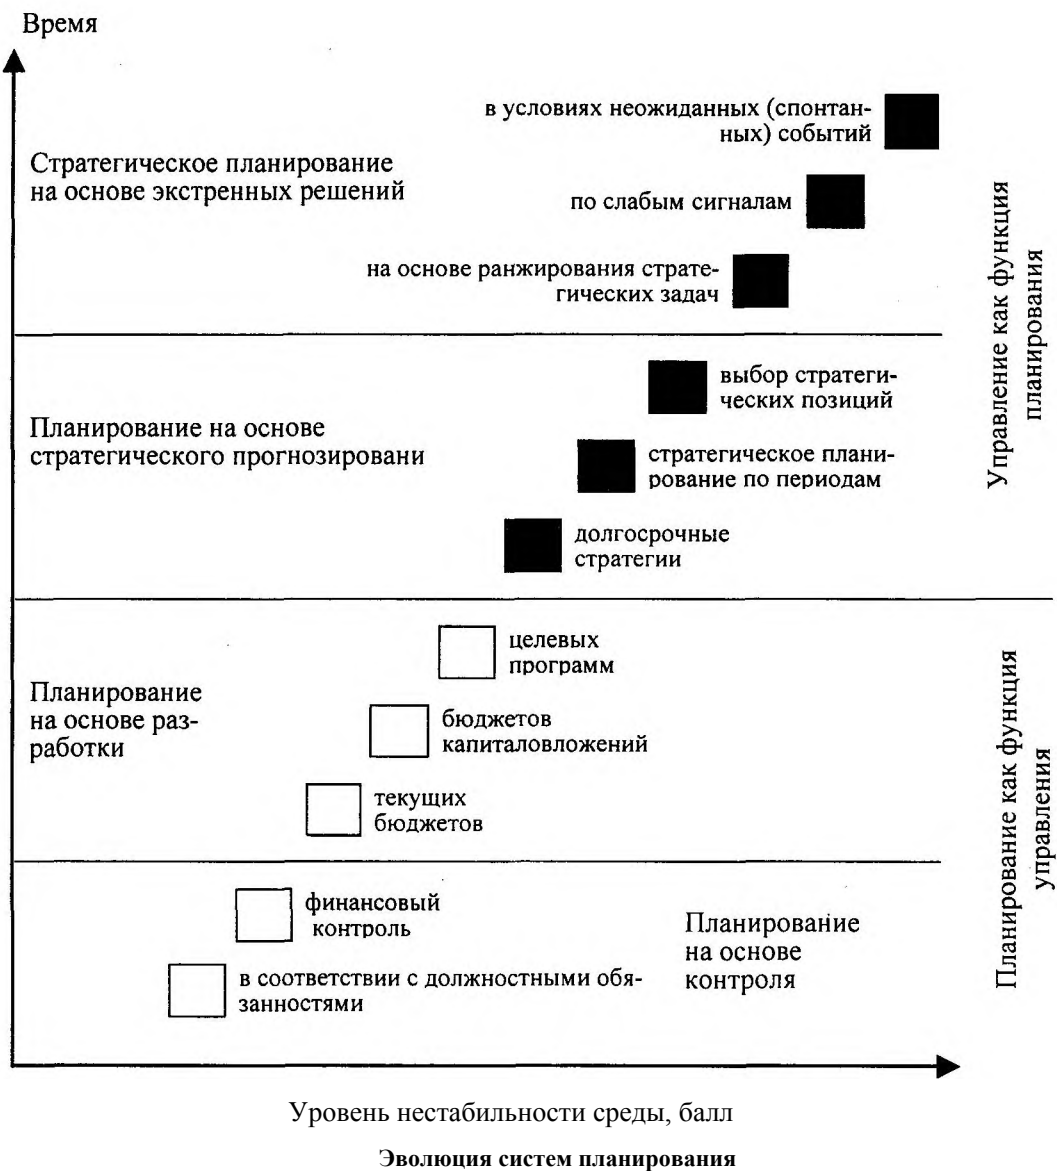 Время
в условиях неожиданных (спонтан-
ных) событий
Стратегическое планирование
на основе экстренных решений
по слабым сигналам
на основе ранжирования страте-
гических задач
Управление как функция
планирования
выбор стратеги-
ческих позиций
Планирование на основе
стратегического прогнозировани
стратегическое плани-
рование по периодам
долгосрочные
стратегии
целевых
программ
Планирование
на основе раз-
работки
бюджетов
капиталовложений
текущих
бюджетов
Планирование как функция
управления
финансовый
контроль
Планирование
на основе
контроля
в соответствии с должностными обя-
занностями
Уровень нестабильности среды, балл
Эволюция систем планирования